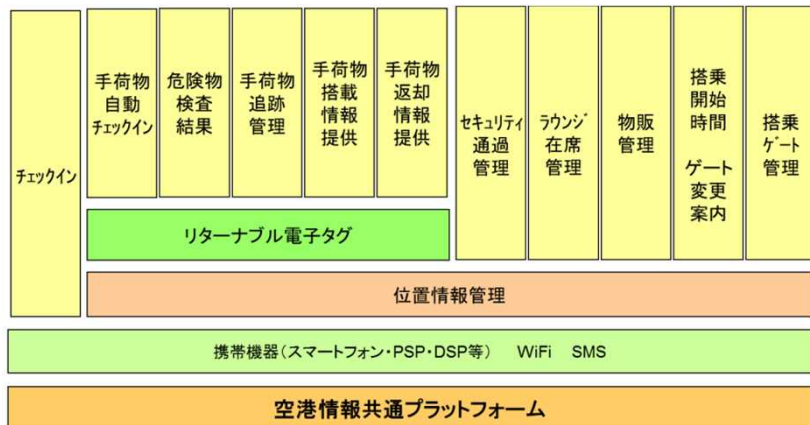 チェックイン
手荷物
自動
チェックイン
危険物
検査
結果
手荷物
追跡
管理
手荷物
搭載
情報
提供
手荷物
返却
情報
提供
セキュリティ
通過
管理
ラウンジ
在席
管理
物販
管理
搭乗
開始
時間
ゲート
変更
案内
搭乗
ゲート
管理
リターナブル電子タグ
位置情報管理
携帯機器(スマートフォン・PSP・DSP等) WiFi SMS
空港情報共通プラットフォーム